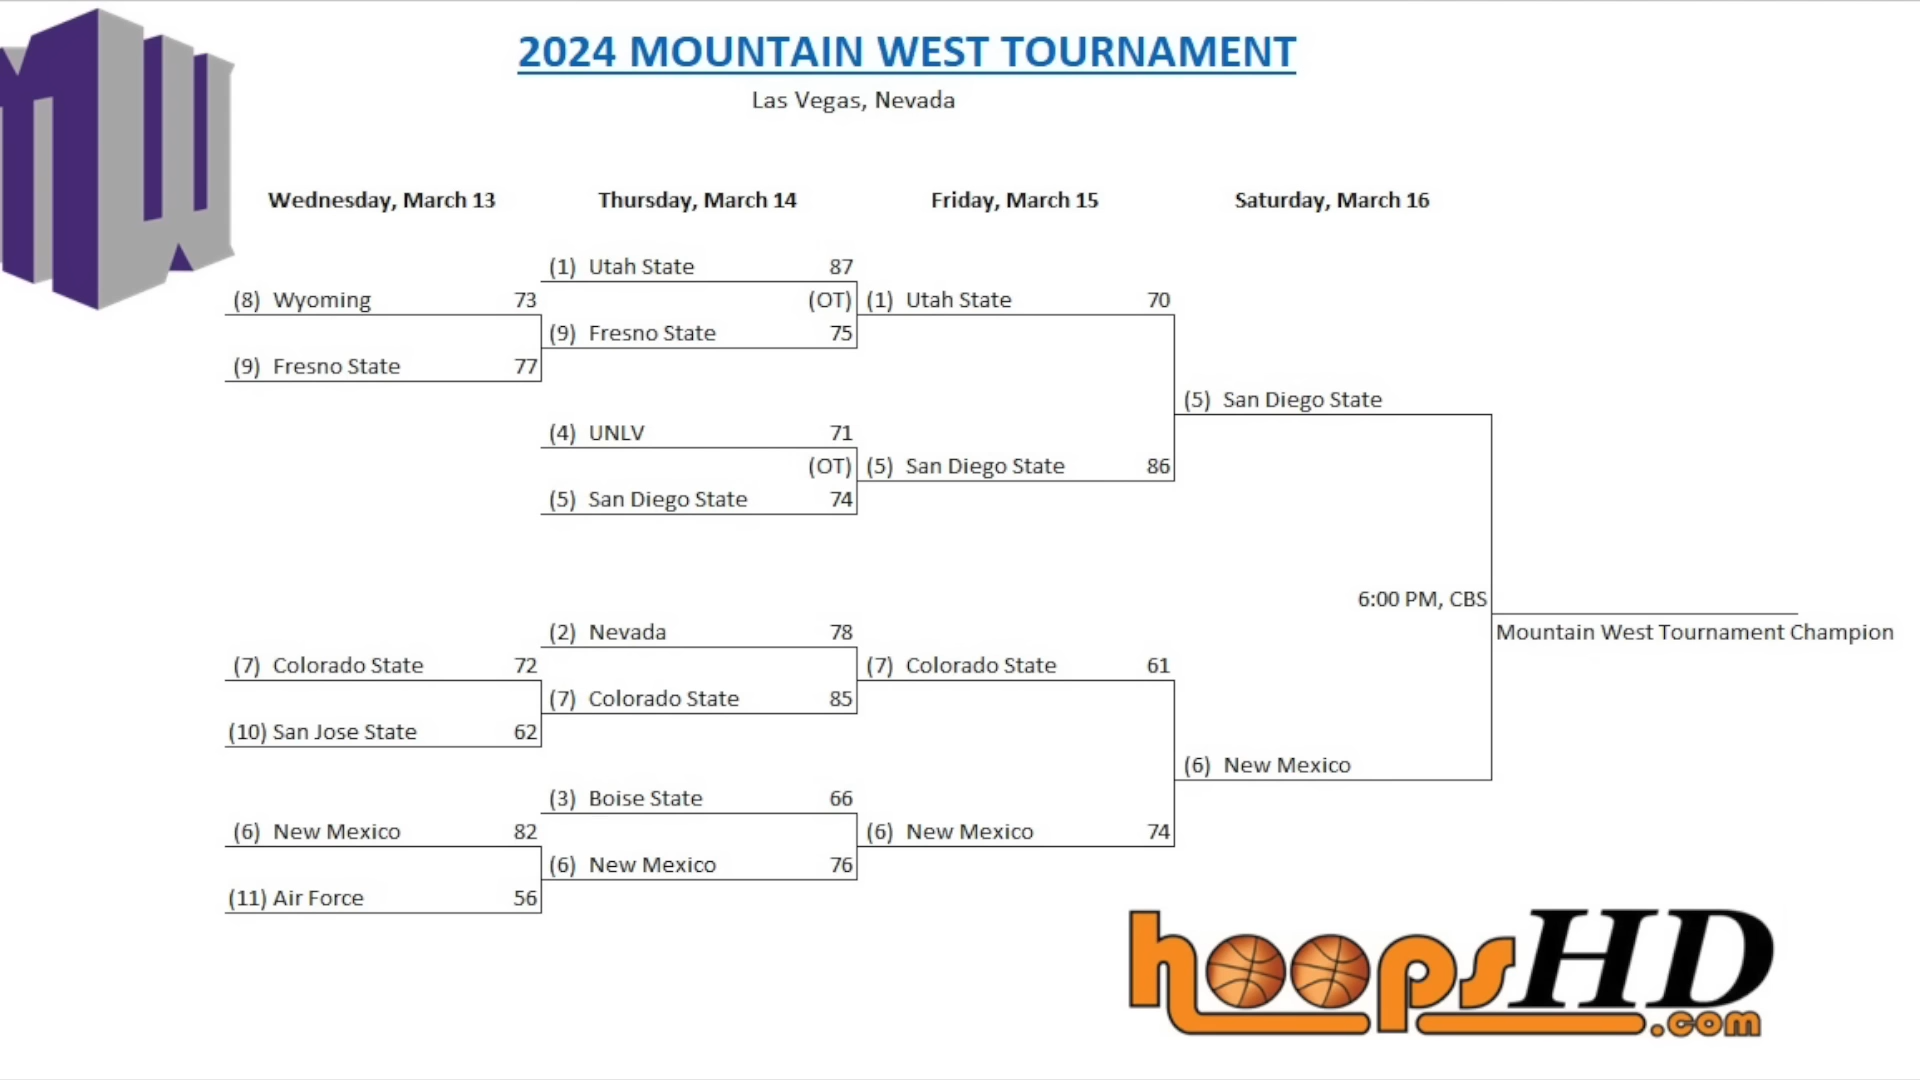 2024 MOUNTAIN WEST TOURNAMENT
Las Vegas, Nevada
Wednesday, March 13 Thursday, March 14 Friday, March 15 Saturday, March 16
(1) Utah State 87
(8) Wyoming 73 (OT) (1) Utah State 70
(9) Fresno State 75
(9) Fresno State 77
(5) San Diego State
(4) UNLV 71
(OT) (5) San Diego State 86
(5) San Diego State 74
6:00 PM, CBS
(2) Nevada 78 Mountain West Tournament Champion
(7) Colorado State 72 (7) Colorado State 61
(7) Colorado State 85
(10) San Jose State 62
(6) New Mexico
(3) Boise State 66
(6) New Mexico 82 (6) New Mexico 74
(6) New Mexico 76
(11) Air Force 56
hoopsHD
.com